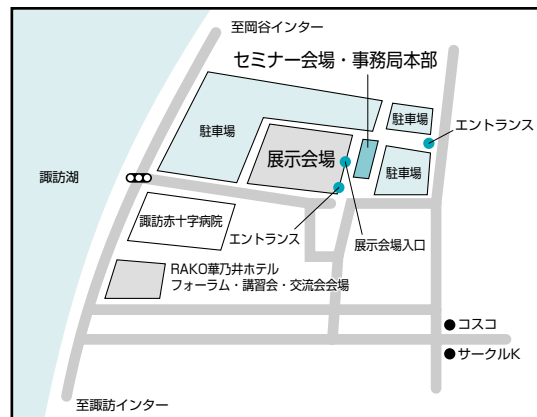 至岡谷インター
セミナー会場・事務局本部
駐車場
エントランス
駐車場
展示会場
駐車場
諏訪湖
諏訪赤十字病院
エントランス
展示会場入口
RAKO華乃井ホテル
フォーラム・講習会・交流会会場
コスコ
サークルK
至諏訪インター